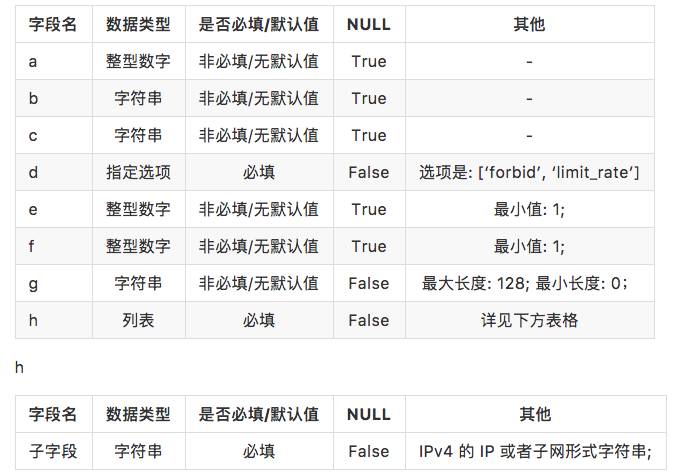 字段名 数据类型 是否必填/默认值 NULL 其他
a 整型数字 非必填/无默认值 True -
b 字符串 非必填/无默认值 True -
c 字符串 非必填/无默认值 True -
d 指定选项 必填 False 选项是: [‘forbid’, ‘limit_rate’]
e 整型数字 非必填/无默认值 True 最小值: 1;
f 整型数字 非必填/无默认值 True 最小值: 1;
g 字符串 非必填/无默认值 False 最大长度: 128; 最小长度: 0；
h 列表 必填 False 详见下方表格
h
字段名 数据类型 是否必填/默认值 NULL 其他
子字段 字符串 必填 False IPv4 的 IP 或者子网形式字符串;